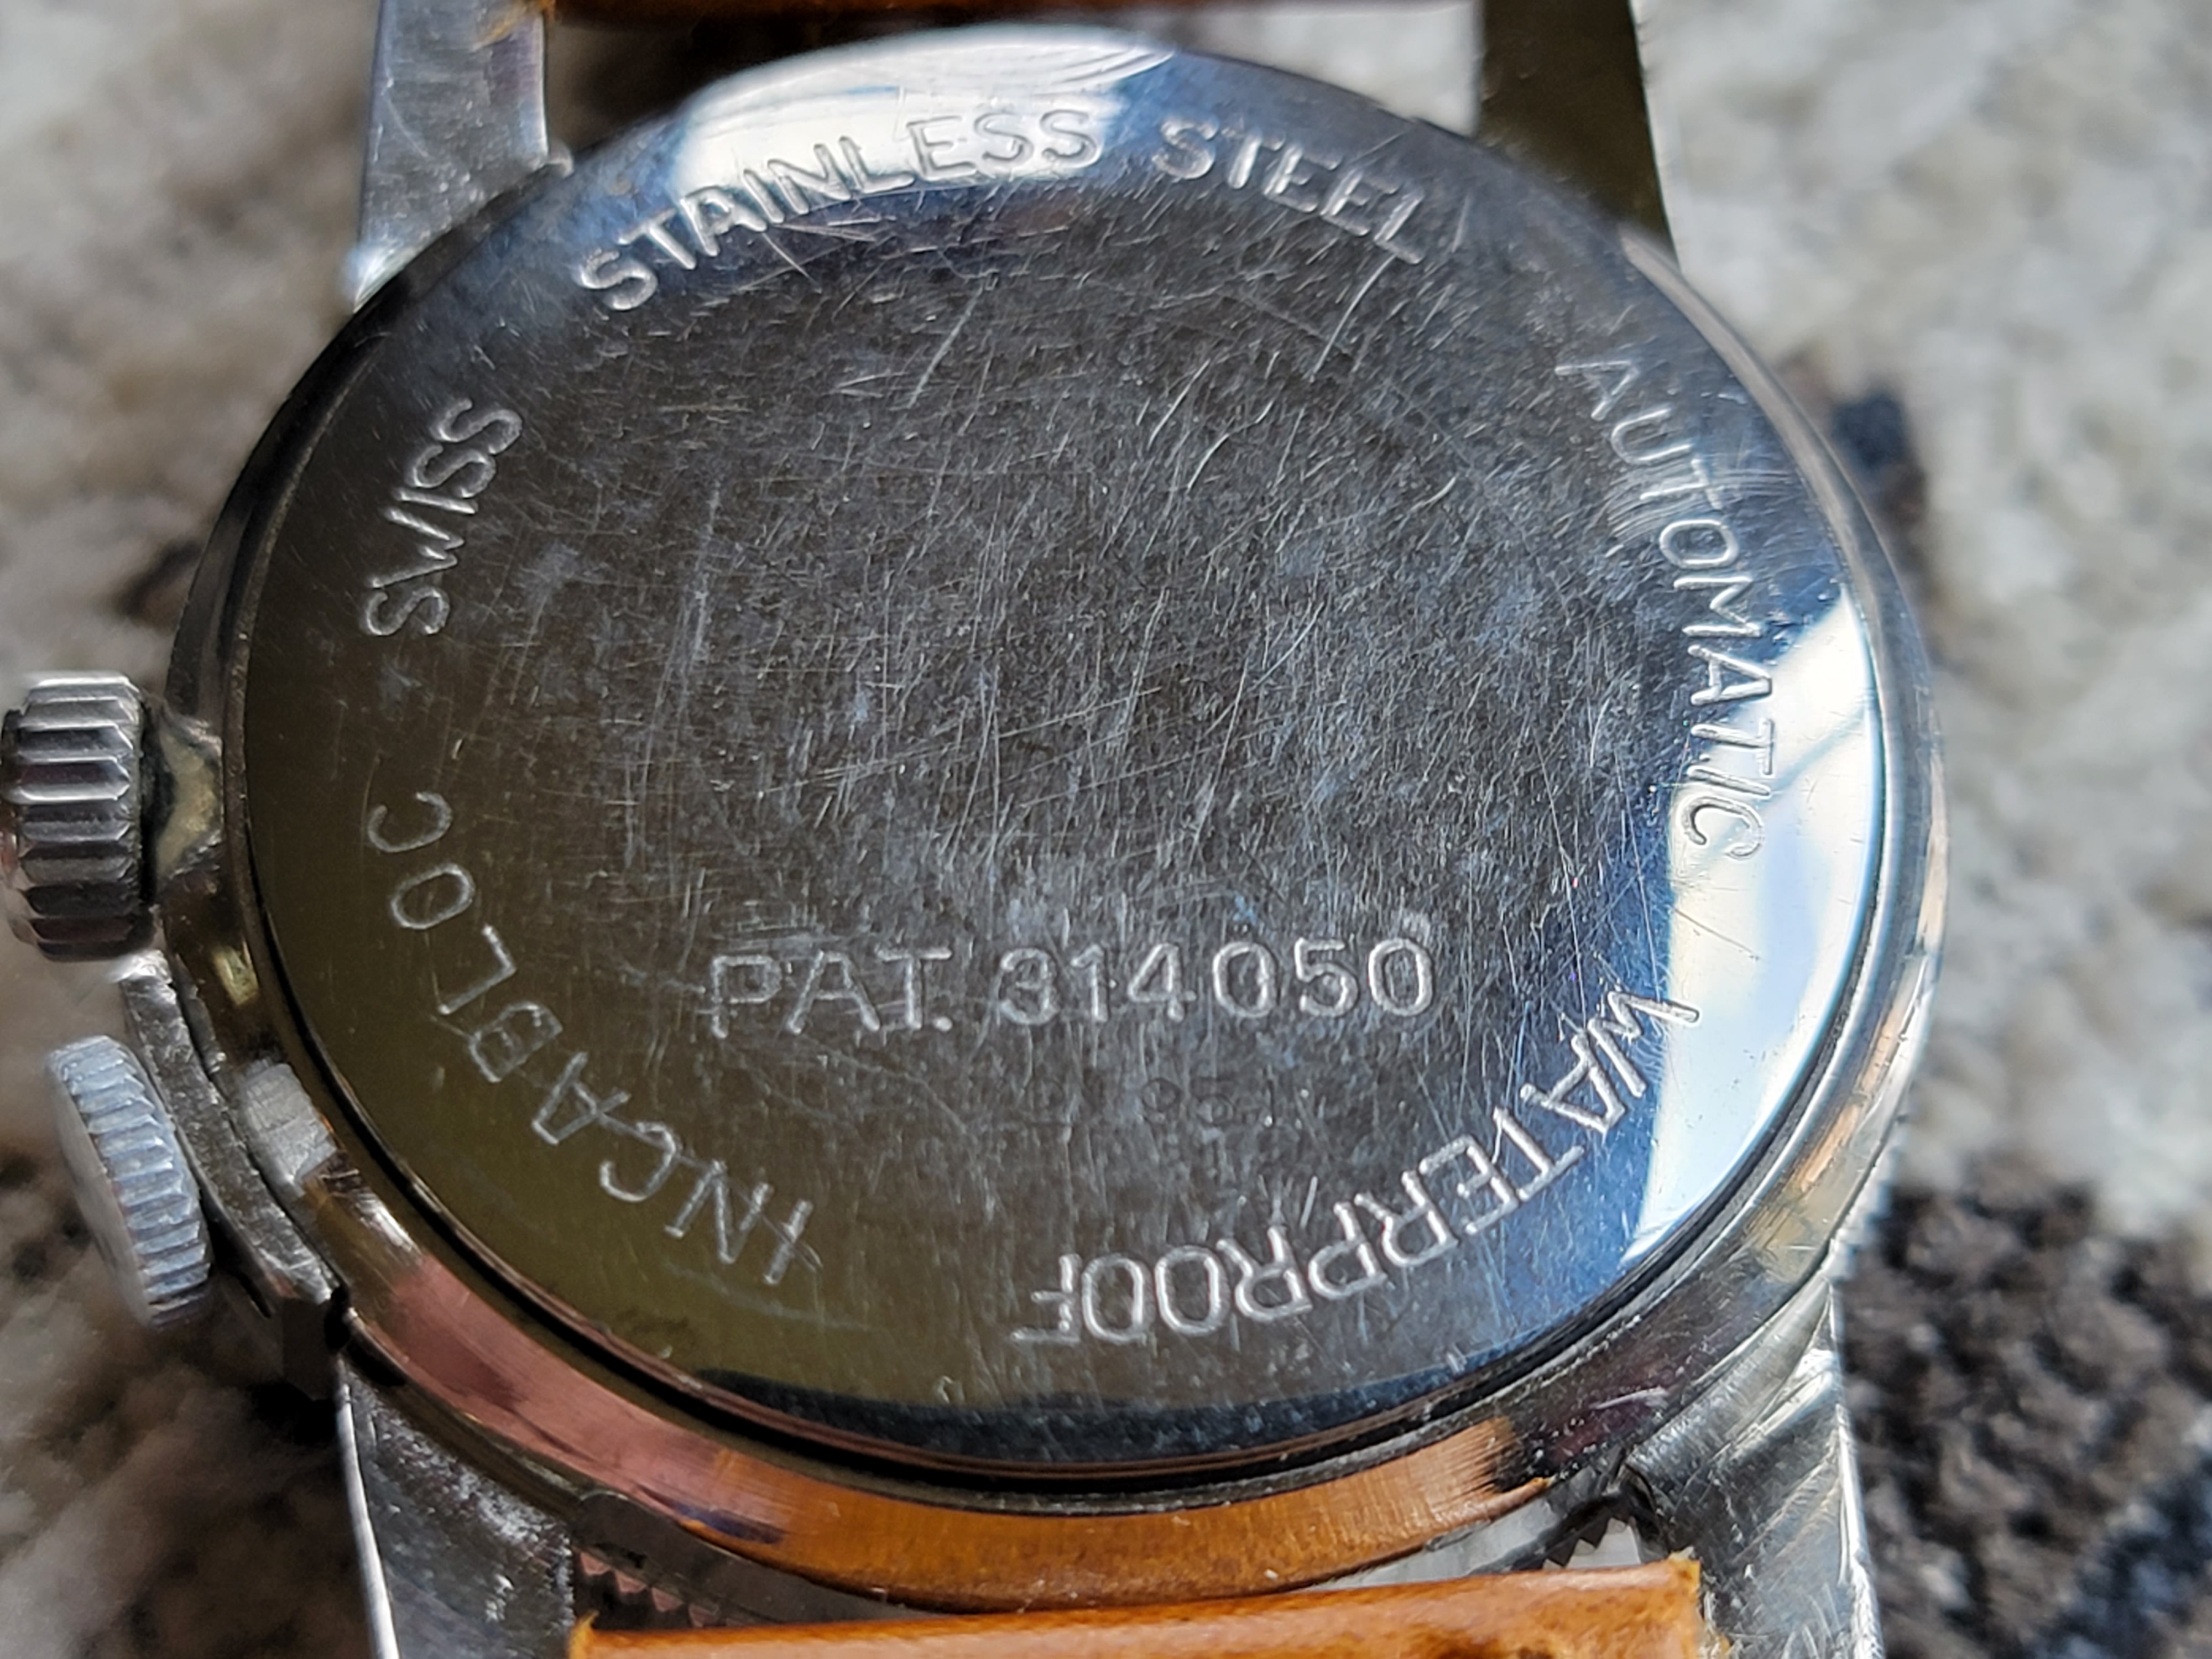 STAINLESS STEEL
AUTOMATIC
WATERPROOF
INCABLOC
SWISS
PAT. 314050